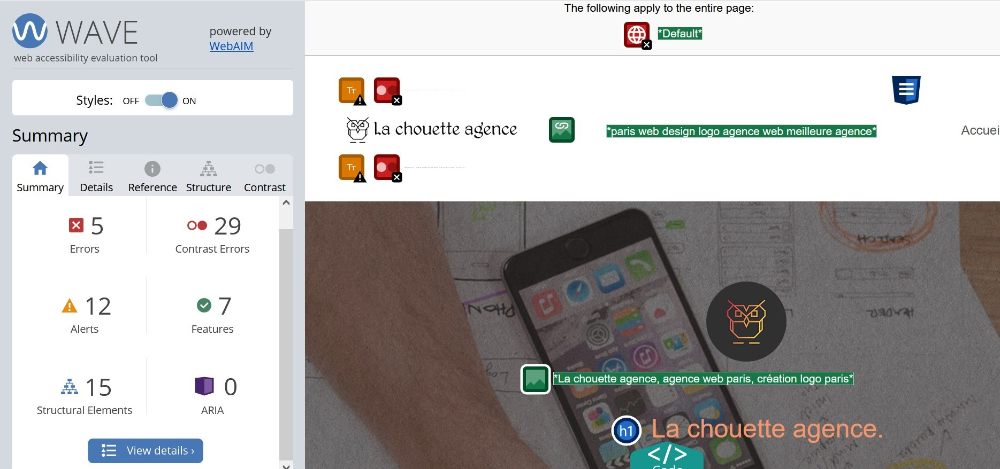 WAVE
web accessibility evaluation tool
powered by
WebAIM
Styles: OFF ON
Summary
Summary Details Reference Structure Contrast
5
Errors
29
Contrast Errors
12
Alerts
7
Features
15
Structural Elements
0
ARIA
View details ›
The following apply to the entire page:
*Default*
La chouette agence
*paris web design logo agence web meilleure agence*
Accuei
*La chouette agence, agence web paris, création logo paris*
h1 La chouette agence.
</>
Code